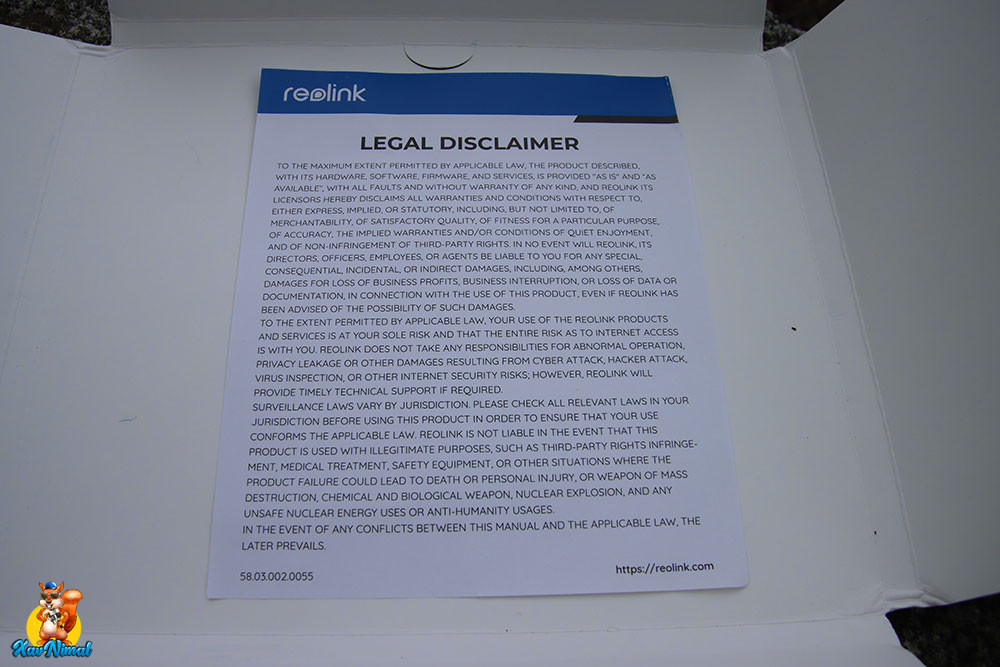 reolink
LEGAL DISCLAIMER
TO THE MAXIMUM EXTENT PERMITTED BY APPLICABLE LAW, THE PRODUCT DESCRIBED,
WITH ITS HARDWARE, SOFTWARE, FIRMWARE, AND SERVICES, IS PROVIDED "AS IS" AND "AS
AVAILABLE", WITH ALL FAULTS AND WITHOUT WARRANTY OF ANY KIND, AND REOLINK ITS
LICENSORS HEREBY DISCLAIMS ALL WARRANTIES AND CONDITIONS WITH RESPECT TO,
EITHER EXPRESS, IMPLIED, OR STATUTORY, INCLUDING, BUT NOT LIMITED TO, OF
MERCHANTABILITY, OF SATISFACTORY QUALITY, OF FITNESS FOR A PARTICULAR PURPOSE,
OF ACCURACY, THE IMPLIED WARRANTIES AND/OR CONDITIONS OF QUIET ENJOYMENT,
AND OF NON-INFRINGEMENT OF THIRD-PARTY RIGHTS. IN NO EVENT WILL REOLINK, ITS
DIRECTORS, OFFICERS, EMPLOYEES, OR AGENTS BE LIABLE TO YOU FOR ANY SPECIAL,
CONSEQUENTIAL, INCIDENTAL, OR INDIRECT DAMAGES, INCLUDING, AMONG OTHERS,
DAMAGES FOR LOSS OF BUSINESS PROFITS, BUSINESS INTERRUPTION, OR LOSS OF DATA OR
DOCUMENTATION, IN CONNECTION WITH THE USE OF THIS PRODUCT, EVEN IF REOLINK HAS
BEEN ADVISED OF THE POSSIBILITY OF SUCH DAMAGES.
TO THE EXTENT PERMITTED BY APPLICABLE LAW, YOUR USE OF THE REOLINK PRODUCTS
AND SERVICES IS AT YOUR SOLE RISK AND THAT THE ENTIRE RISK AS TO INTERNET ACCESS
IS WITH YOU. REOLINK DOES NOT TAKE ANY RESPONSIBILITIES FOR ABNORMAL OPERATION,
PRIVACY LEAKAGE OR OTHER DAMAGES RESULTING FROM CYBER ATTACK, HACKER ATTACK,
VIRUS INSPECTION, OR OTHER INTERNET SECURITY RISKS; HOWEVER, REOLINK WILL
PROVIDE TIMELY TECHNICAL SUPPORT IF REQUIRED.
SURVEILLANCE LAWS VARY BY JURISDICTION. PLEASE CHECK ALL RELEVANT LAWS IN YOUR
JURISDICTION BEFORE USING THIS PRODUCT IN ORDER TO ENSURE THAT YOUR USE
CONFORMS THE APPLICABLE LAW. REOLINK IS NOT LIABLE IN THE EVENT THAT THIS
PRODUCT IS USED WITH ILLEGITIMATE PURPOSES, SUCH AS THIRD-PARTY RIGHTS INFRINGE-
MENT, MEDICAL TREATMENT, SAFETY EQUIPMENT, OR OTHER SITUATIONS WHERE THE
PRODUCT FAILURE COULD LEAD TO DEATH OR PERSONAL INJURY, OR WEAPON OF MASS
DESTRUCTION, CHEMICAL AND BIOLOGICAL WEAPON, NUCLEAR EXPLOSION, AND ANY
UNSAFE NUCLEAR ENERGY USES OR ANTI-HUMANITY USAGES.
IN THE EVENT OF ANY CONFLICTS BETWEEN THIS MANUAL AND THE APPLICABLE LAW, THE
LATER PREVAILS.
58.03.002.0055
https://reolink.com
XavNimal